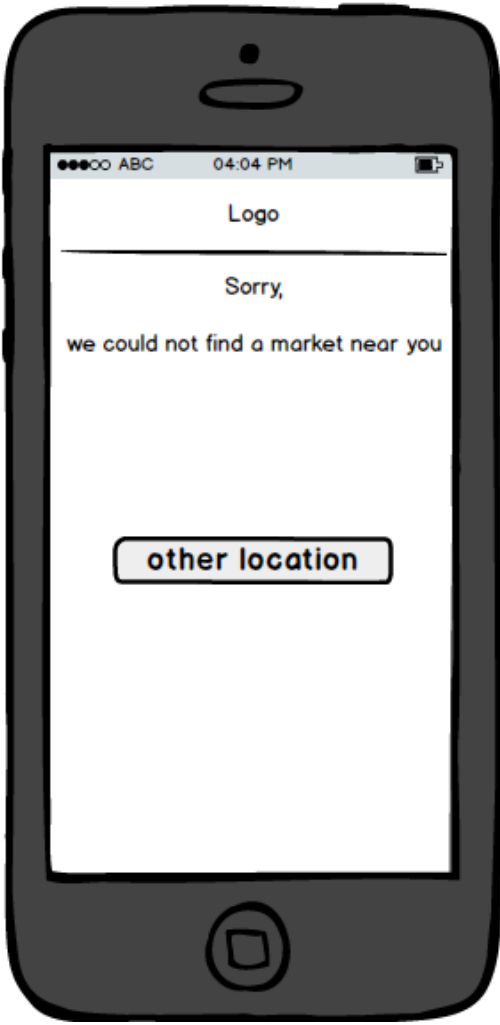 ABC 04:04 PM
Logo
Sorry,
we could not find a market near you
other location